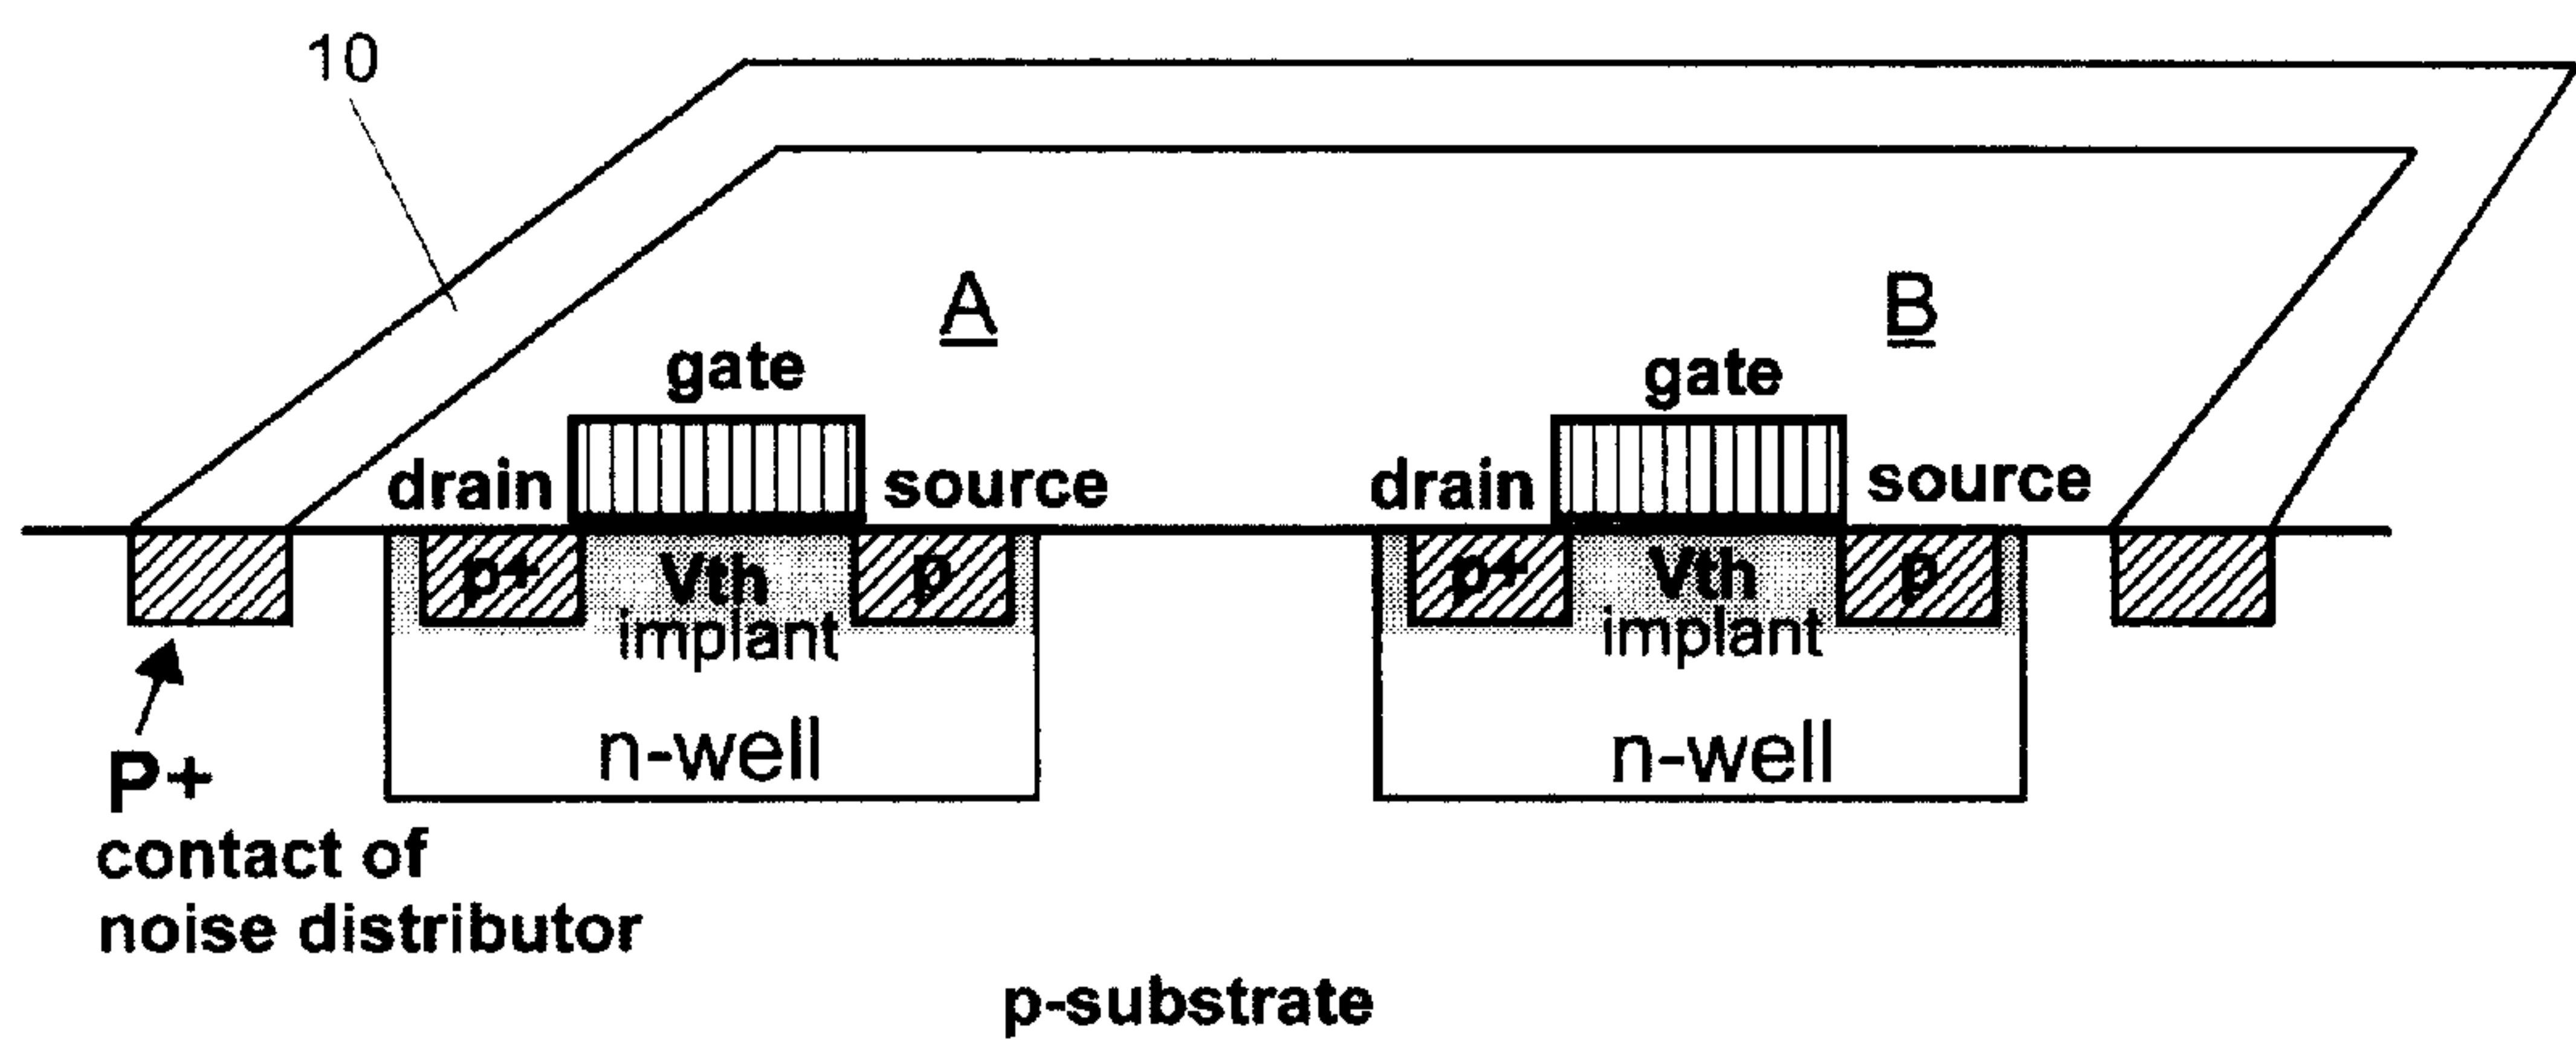 10
A
B
gate
gate
drain
source
drain
source
p+
Vth
p
p+
Vth
p
implant
implant
n-well
n-well
P+
contact of
noise distributor
p-substrate